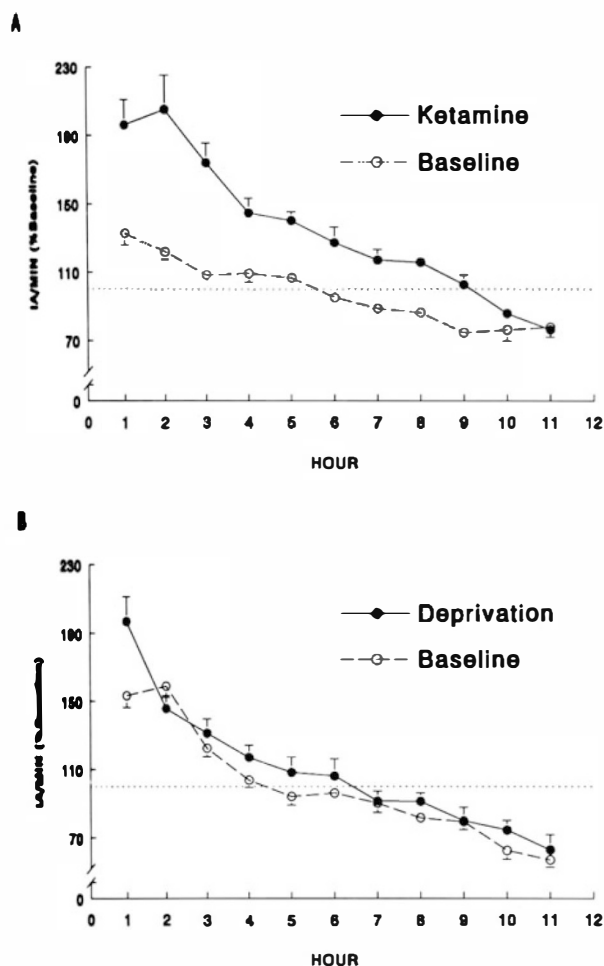 A
230
190
150
110
70
0
IA/MIN (%Baseline)
Ketamine
Baseline
0 1 2 3 4 5 6 7 8 9 10 11 12
HOUR
B
230
190
150
110
70
0
IA/MIN (%
Deprivation
Baseline
0 1 2 3 4 5 6 7 8 9 10 11 12
HOUR